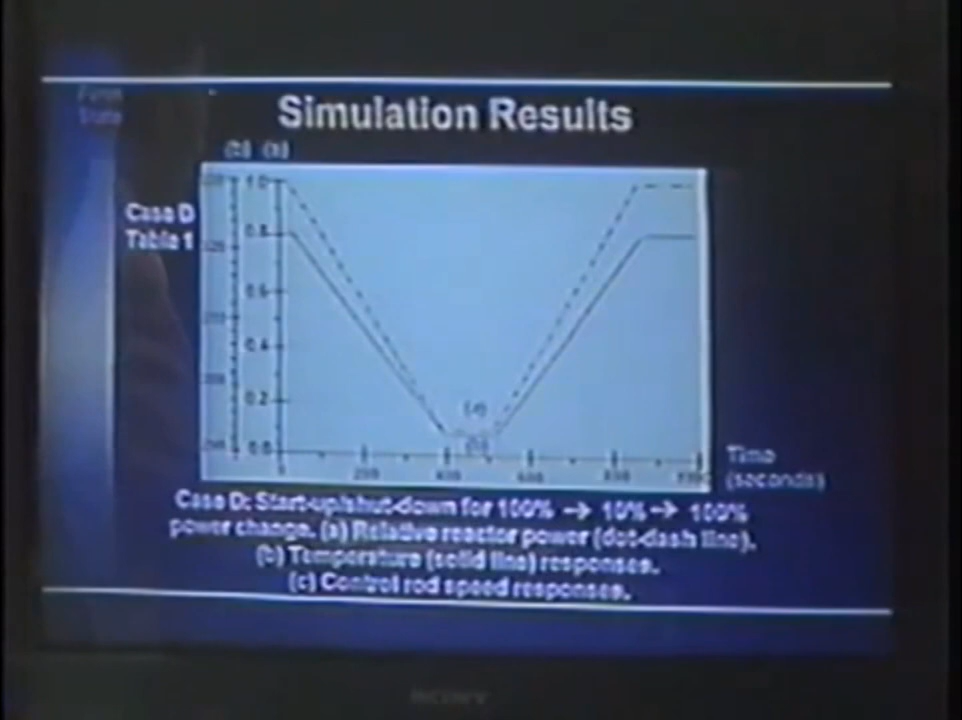 Simulation Results
(b) (a)
Case D
Table 1
1.0
0.8
0.6
0.4
0.2
0.0
(a)
(b)
200
400
600
800
Time
(seconds)
Case D: Start-up/shut-down for 100% → 10% → 100%
power change. (a) Relative reactor power (dot-dash line).
(b) Temperature (solid line) responses.
(c) Control rod speed responses.